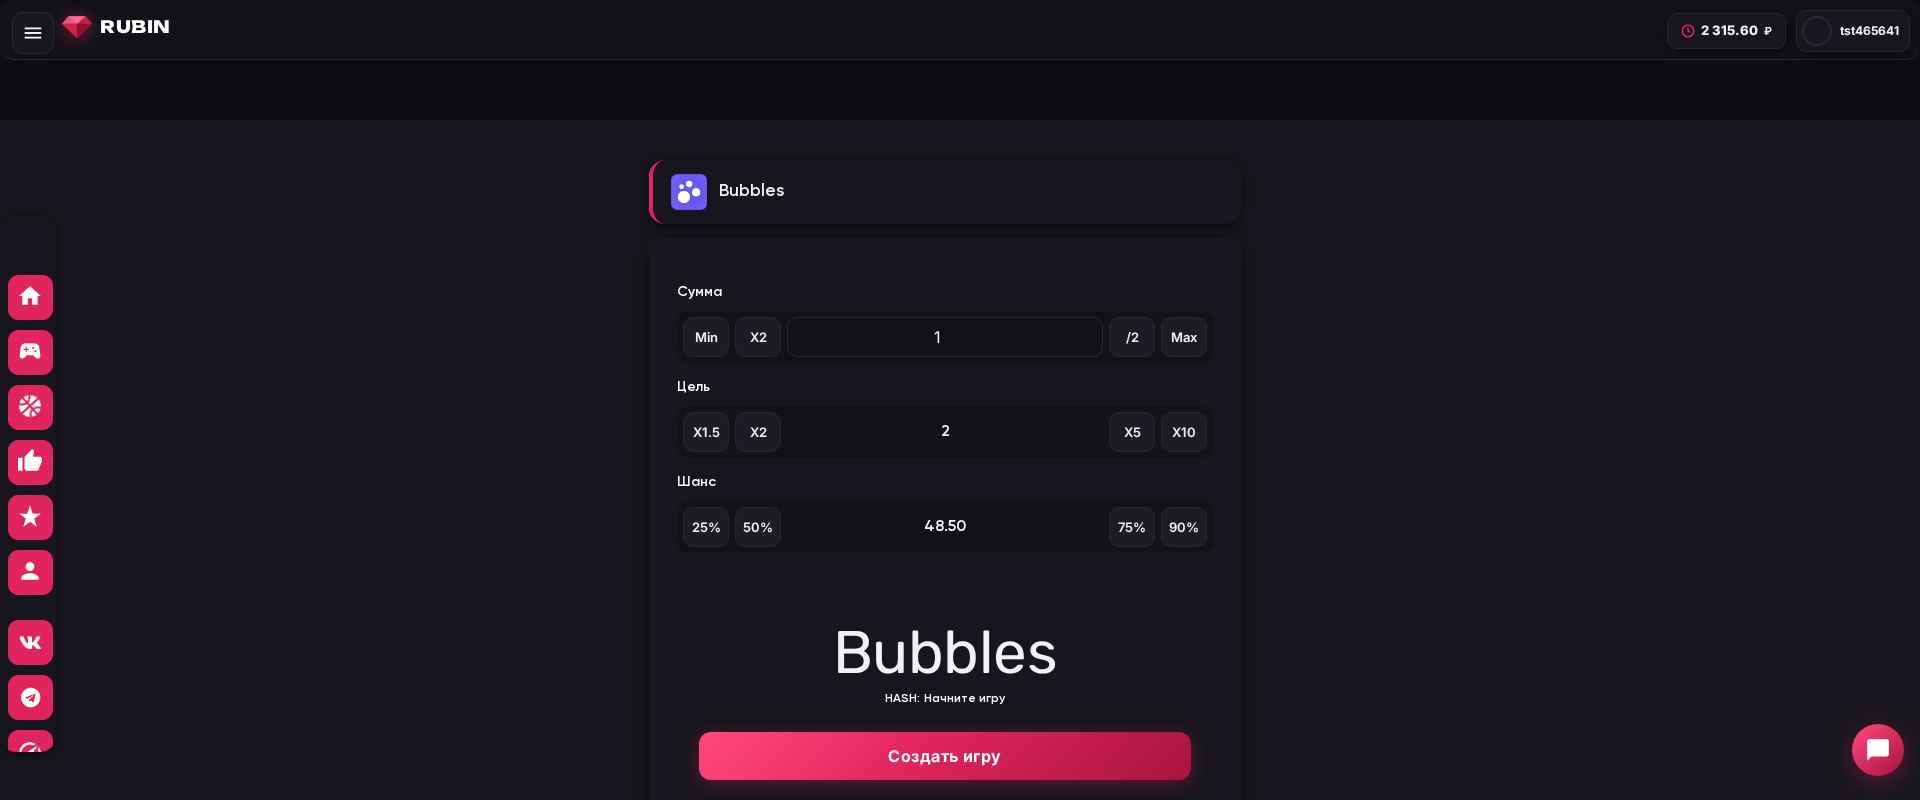 RUBIN
2 315.60 ₽
tst465641
Bubbles
Сумма
Min X2 1 /2 Max
Цель
X1.5 X2 2 X5 X10
Шанс
25% 50% 48.50 75% 90%
Bubbles
HASH: Начните игру
Создать игру